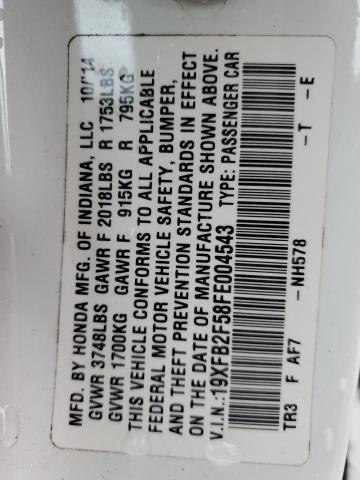 MFD. BY HONDA MFG. OF INDIANA, LLC 10/14
GVWR 3748LBS GAWR F 2018LBS R 1753LBS
GVWR 1700KG GAWR F 915KG R 795KG
THIS VEHICLE CONFORMS TO ALL APPLICABLE
FEDERAL MOTOR VEHICLE SAFETY, BUMPER,
AND THEFT PREVENTION STANDARDS IN EFFECT
ON THE DATE OF MANUFACTURE SHOWN ABOVE.
V.I.N.:19XFB2F58FE004543 TYPE: PASSENGER CAR
TR3 F AF7 -NH578 -T -E